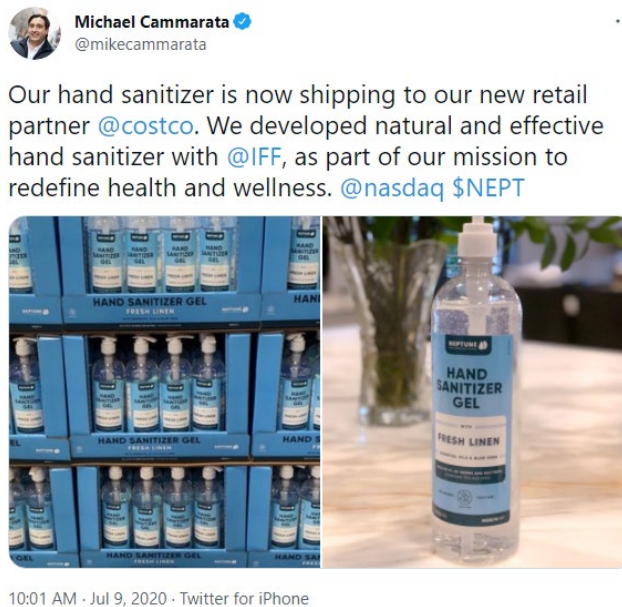 Michael Cammarata
@mikecammarata
Our hand sanitizer is now shipping to our new retail
partner @costco. We developed natural and effective
hand sanitizer with @IFF, as part of our mission to
redefine health and wellness. @nasdaq $NEPT
HAND SANITIZER GEL
FRESH LINEN
HAND SANITIZER GEL
FRESH LINEN
HAND SANITIZER GEL
FRESH LINEN
NEPTUNE
HAND
SANITIZER
GEL
WITH
FRESH LINEN
10:01 AM · Jul 9, 2020 · Twitter for iPhone